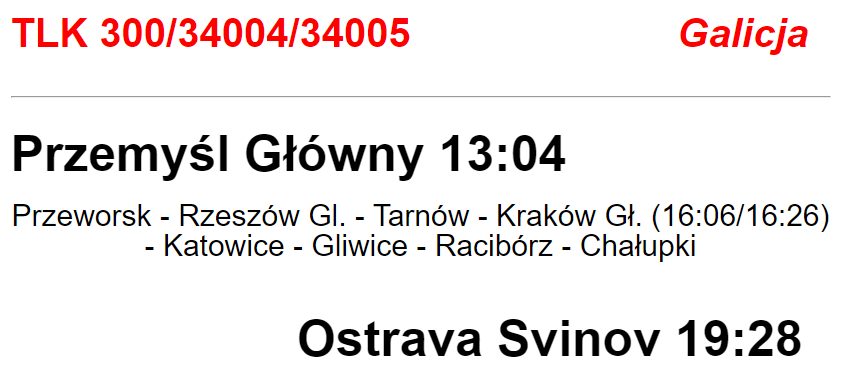 TLK 300/34004/34005 Galicja
Przemyśl Główny 13:04
Przeworsk - Rzeszów Gl. - Tarnów - Kraków Gł. (16:06/16:26)
- Katowice - Gliwice - Racibórz - Chałupki
Ostrava Svinov 19:28